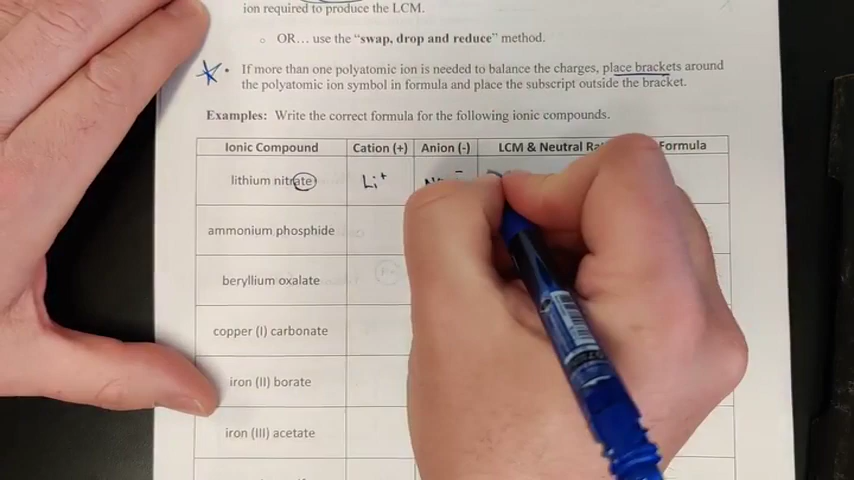 ion required to produce the LCM.
OR… use the “swap, drop and reduce” method.
If more than one polyatomic ion is needed to balance the charges, place brackets around
the polyatomic ion symbol in formula and place the subscript outside the bracket.
Examples: Write the correct formula for the following ionic compounds.
Ionic Compound Cation (+) Anion (-) LCM & Neutral Formula
lithium nitrate Li+
ammonium phosphide
beryllium oxalate
copper (I) carbonate
iron (II) borate
iron (III) acetate